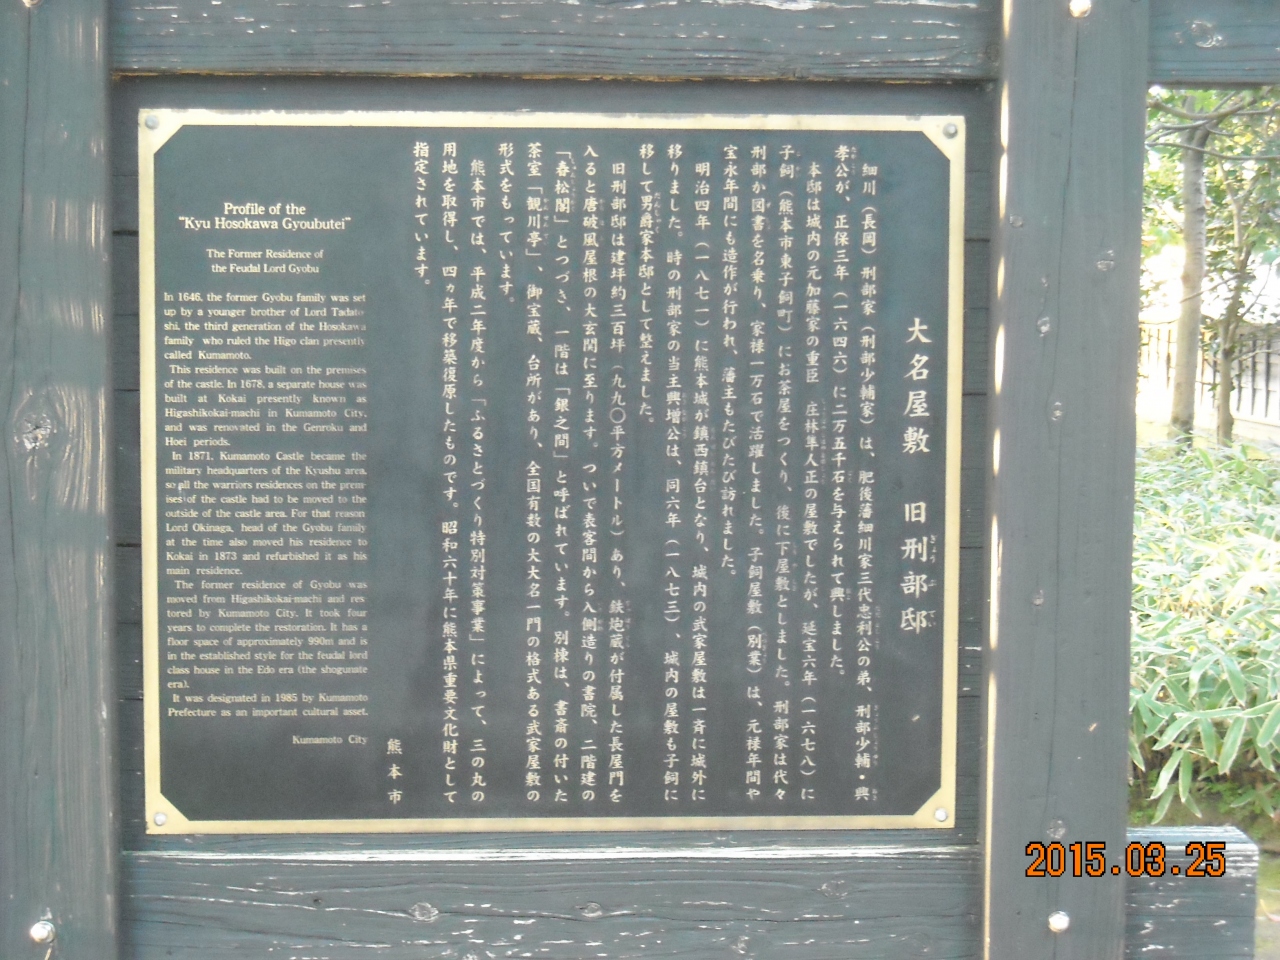 大名屋敷 旧刑部邸
細川(長岡)刑部家(刑部少輔家)は、肥後藩細川家三代忠利公の弟、刑部少輔・興
孝公が、正保三年(一六四六)に二万五千石を与えられて興しました。
本邸は城内の元加藤家の重臣 庄林隼人正の屋敷でしたが、延宝六年(一六七八)に
子飼(熊本市東子飼町)にお茶屋をつくり、後に下屋敷としました。刑部家は代々
刑部か図書を名乗り、家禄一万石で活躍しました。子飼屋敷(別業)は、元禄年間や
宝永年間にも造作が行われ、藩主もたびたび訪れました。
明治四年(一八七一)に熊本城が鎮西鎮台となり、城内の武家屋敷は一斉に城外に
移りました。時の刑部家の当主興増公は、同六年(一八七三)、城内の屋敷も子飼に
移して男爵家本邸として整えました。
旧刑部邸は建坪約三百坪(九九〇平方メートル)あり、鉄炮蔵が付属した長屋門を
入ると唐破風屋根の大玄関に至ります。ついで表客間から入側造りの書院、二階建の
「春松閣」とつづき、一階は「銀之間」と呼ばれています。別棟は、書斎の付いた
茶室「観川亭」、御宝蔵、台所があり、全国有数の大大名一門の格式ある武家屋敷の
形式をもっています。
熊本市では、平成二年度から「ふるさとづくり特別対策事業」によって、三の丸の
用地を取得し、四ヵ年で移築復原したものです。昭和六十年に熊本県重要文化財として
指定されています。
熊本市
Profile of the
"Kyu Hosokawa Gyoubutei"
The Former Residence of
the Feudal Lord Gyobu
In 1646, the former Gyobu family was set
up by a younger brother of Lord Tadato-
shi, the third generation of the Hosokawa
family who ruled the Higo clan presently
called Kumamoto.
This residence was built on the premises
of the castle. In 1678, a separate house was
built at Kokai presently known as
Higashikokai-machi in Kumamoto City,
and was renovated in the Genroku and
Hoei periods.
In 1871, Kumamoto Castle became the
military headquarters of the Kyushu area,
so all the warriors residences on the prem-
ises of the castle had to be moved to the
outside of the castle area. For that reason
Lord Okinaga, head of the Gyobu family
at the time also moved his residence to
Kokai in 1873 and refurbished it as his
main residence.
The former residence of Gyobu was
moved from Higashikokai-machi and res
tored by Kumamoto City. It took four
years to complete the restoration. It has a
floor space of approximately 990m and is
in the established style for the feudal lord
class house in the Edo era (the shogunate
era).
It was designated in 1985 by Kumamoto
Prefecture as an important cultural asset.
Kumamoto City
2015.03.25